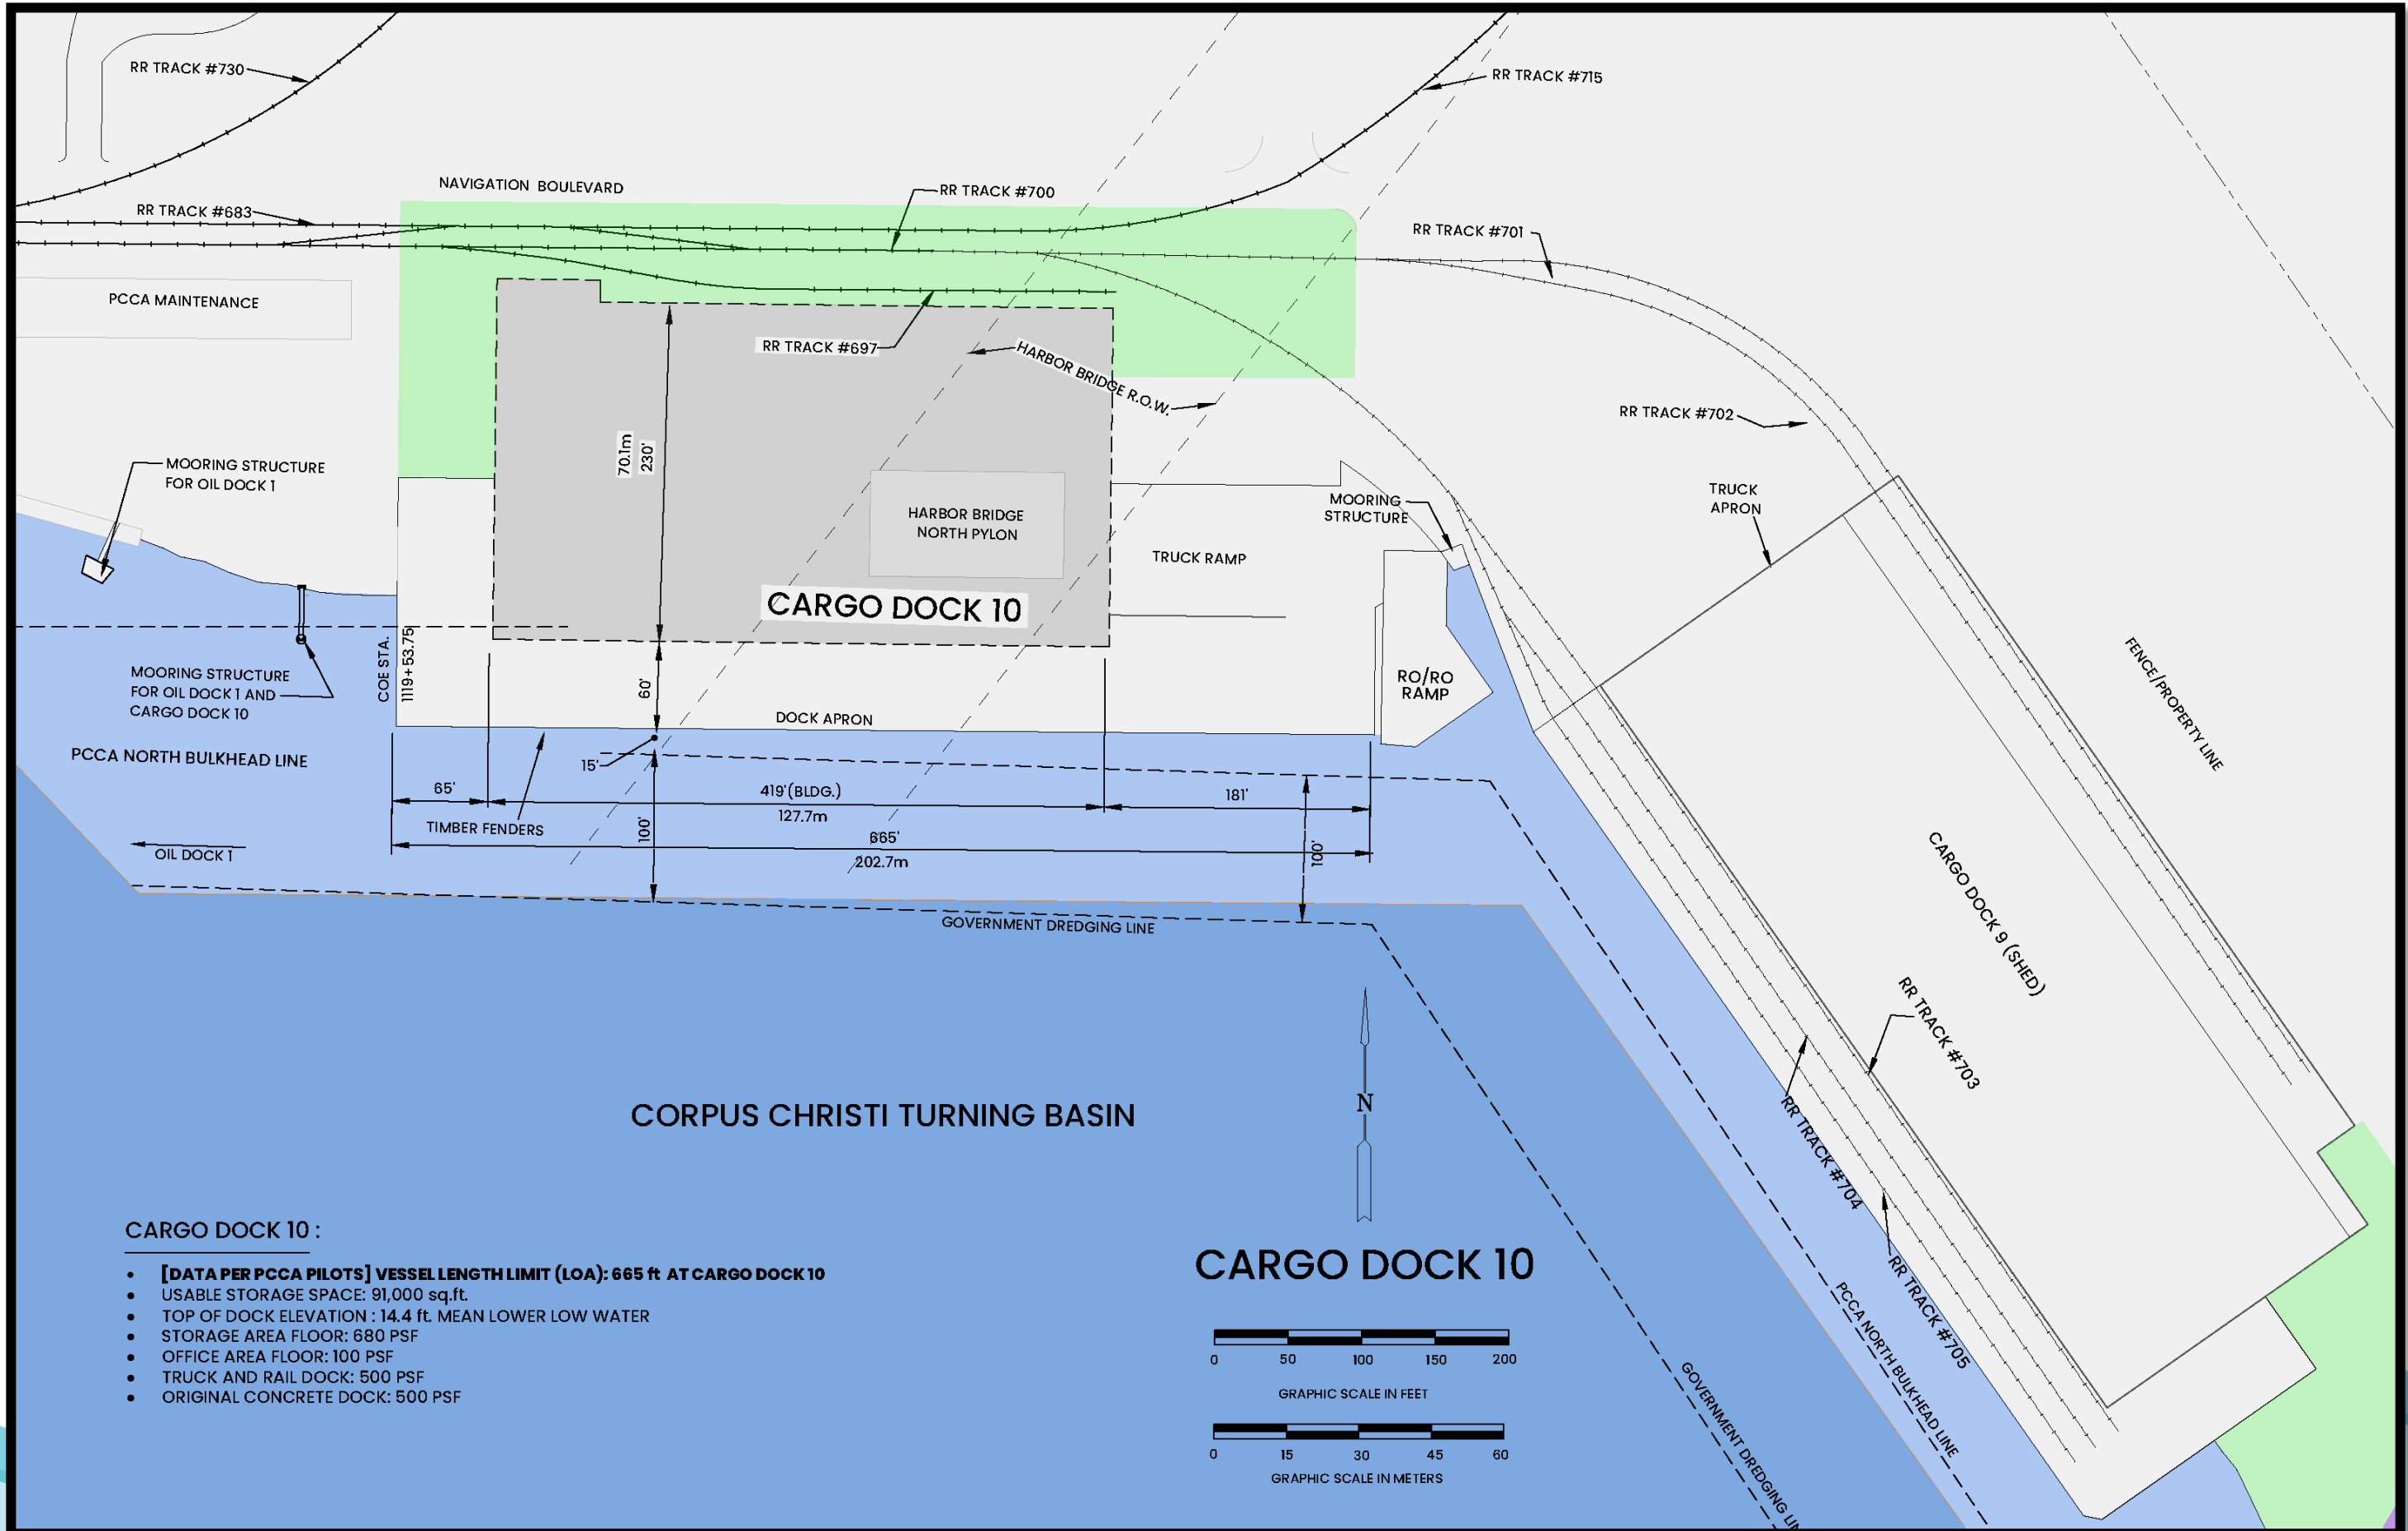 RR TRACK #730
RR TRACK #715
NAVIGATION BOULEVARD
RR TRACK #700
RR TRACK #683
RR TRACK #701
PCCA MAINTENANCE
RR TRACK #697
HARBOR BRIDGE R.O.W.
RR TRACK #702
70.1m
230'
MOORING STRUCTURE
FOR OIL DOCK 1
HARBOR BRIDGE
NORTH PYLON
MOORING
STRUCTURE
TRUCK
APRON
TRUCK RAMP
CARGO DOCK 10
COE STA.
1119+53.75
MOORING STRUCTURE
FOR OIL DOCK 1 AND
CARGO DOCK 10
60'
RO/RO
RAMP
FENCE/PROPERTY LINE
DOCK APRON
PCCA NORTH BULKHEAD LINE
15'
65'
419'(BLDG.)
127.7m
181'
TIMBER FENDERS
100'
665'
202.7m
100'
OIL DOCK 1
CARGO DOCK 9 (SHED)
GOVERNMENT DREDGING LINE
RR TRACK #703
CORPUS CHRISTI TURNING BASIN
N
RR TRACK #704
RR TRACK #705
PCCA NORTH BULKHEAD LINE
GOVERNMENT DREDGING LIN
CARGO DOCK 10 :
• [DATA PER PCCA PILOTS] VESSEL LENGTH LIMIT (LOA): 665 ft AT CARGO DOCK 10
• USABLE STORAGE SPACE: 91,000 sq.ft.
• TOP OF DOCK ELEVATION : 14.4 ft. MEAN LOWER LOW WATER
• STORAGE AREA FLOOR: 680 PSF
• OFFICE AREA FLOOR: 100 PSF
• TRUCK AND RAIL DOCK: 500 PSF
• ORIGINAL CONCRETE DOCK: 500 PSF
CARGO DOCK 10
0 50 100 150 200
GRAPHIC SCALE IN FEET
0 15 30 45 60
GRAPHIC SCALE IN METERS